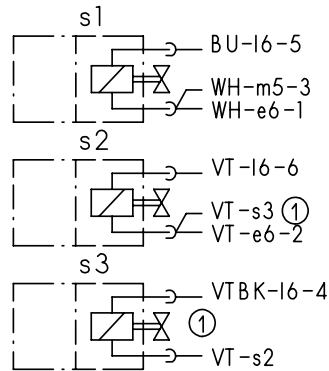 s1
BU-16-5
WH-m5-3
WH-e6-1
s2
VT-16-6
VT-s3 ①
VT-e6-2
s3
VTBK-16-4
①
VT-s2